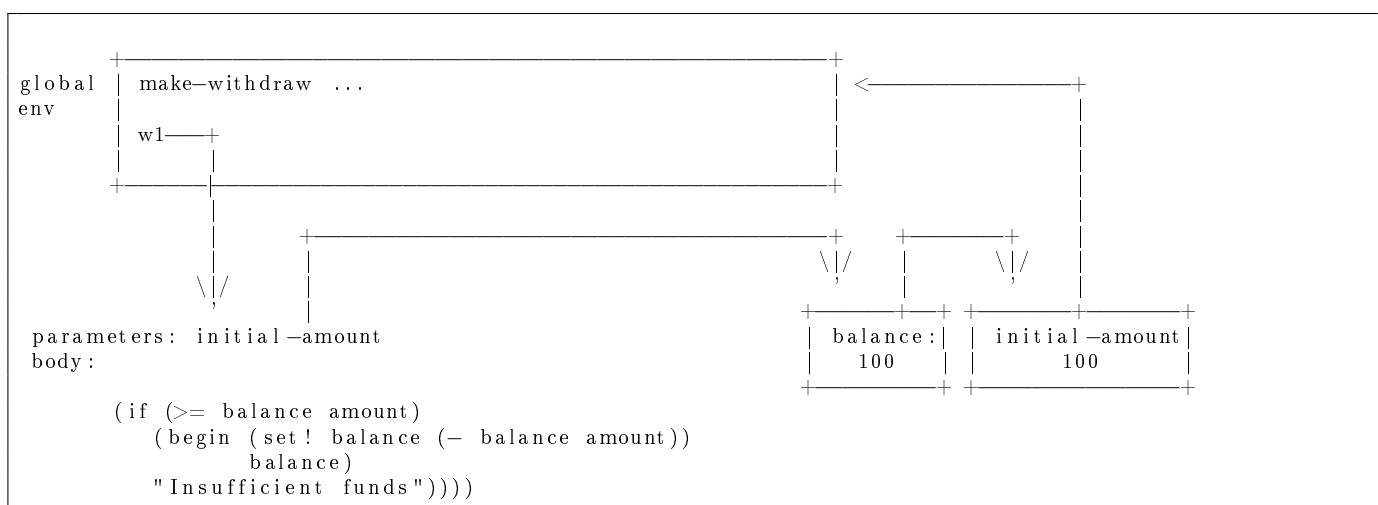 global make-withdraw ...
env
w1
parameters: initial-amount balance: initial-amount
body: 100 100
(if (>= balance amount)
(begin (set! balance (- balance amount))
balance)
"Insufficient funds"))))